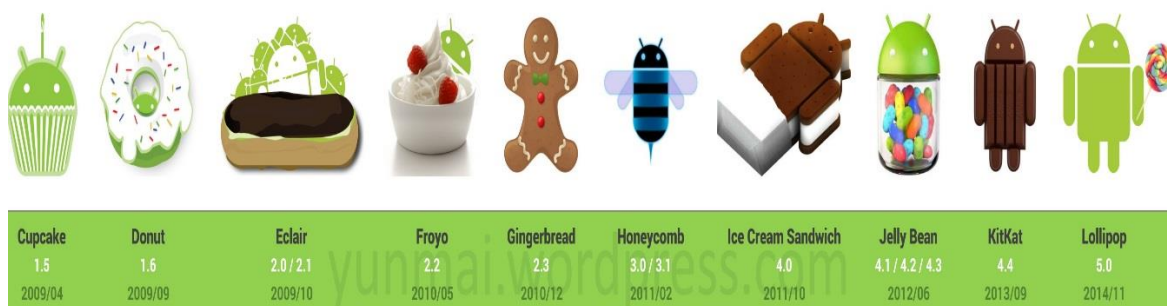 Cupcake Donut Eclair Froyo Gingerbread Honeycomb Ice Cream Sandwich Jelly Bean KitKat Lollipop
1.5 1.6 2.0 / 2.1 2.2 2.3 3.0 / 3.1 4.0 4.1 / 4.2 / 4.3 4.4 5.0
yunmai.wordpress.com
2009/04 2009/09 2009/10 2010/05 2010/12 2011/02 2011/10 2012/06 2013/09 2014/11